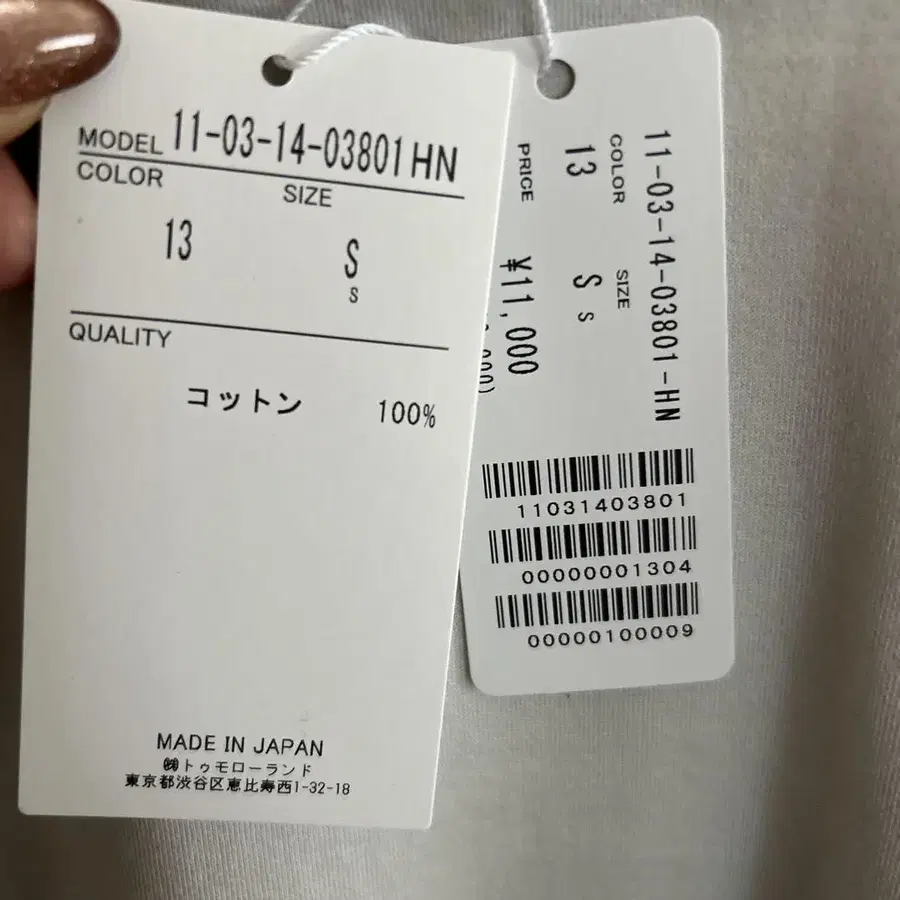 MODEL 11-03-14-03801HN
COLOR SIZE
13 S
S
QUALITY
コットン 100%
MADE IN JAPAN
㈱トゥモローランド
東京都渋谷区恵比寿西1-32-18
11-03-14-03801-HN
COLOR SIZE
13 S S
PRICE ¥11,000
000)
11031403801
00000001304
00000100009